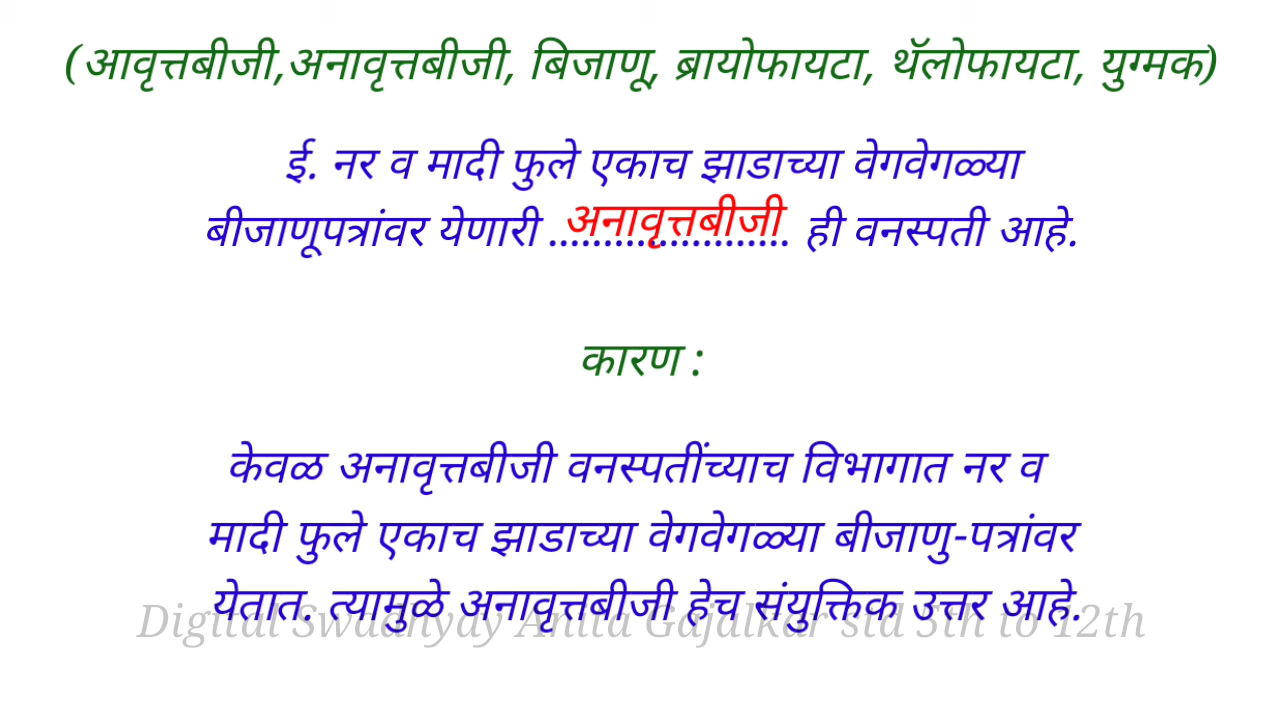 (आवृत्तबीजी,अनावृत्तबीजी, बिजाणू, ब्रायोफायटा, थॅलोफायटा, युग्मक)
ई. नर व मादी फुले एकाच झाडाच्या वेगवेगळ्या
बीजाणूपत्रांवर येणारी ...अनावृत्तबीजी... ही वनस्पती आहे.
कारण :
केवळ अनावृत्तबीजी वनस्पतींच्याच विभागात नर व
मादी फुले एकाच झाडाच्या वेगवेगळ्या बीजाणु-पत्रांवर
येतात. त्यामुळे अनावृत्तबीजी हेच संयुक्तिक उत्तर आहे.
Digital Swadhyay Anita Gajalkar std 5th to 12th